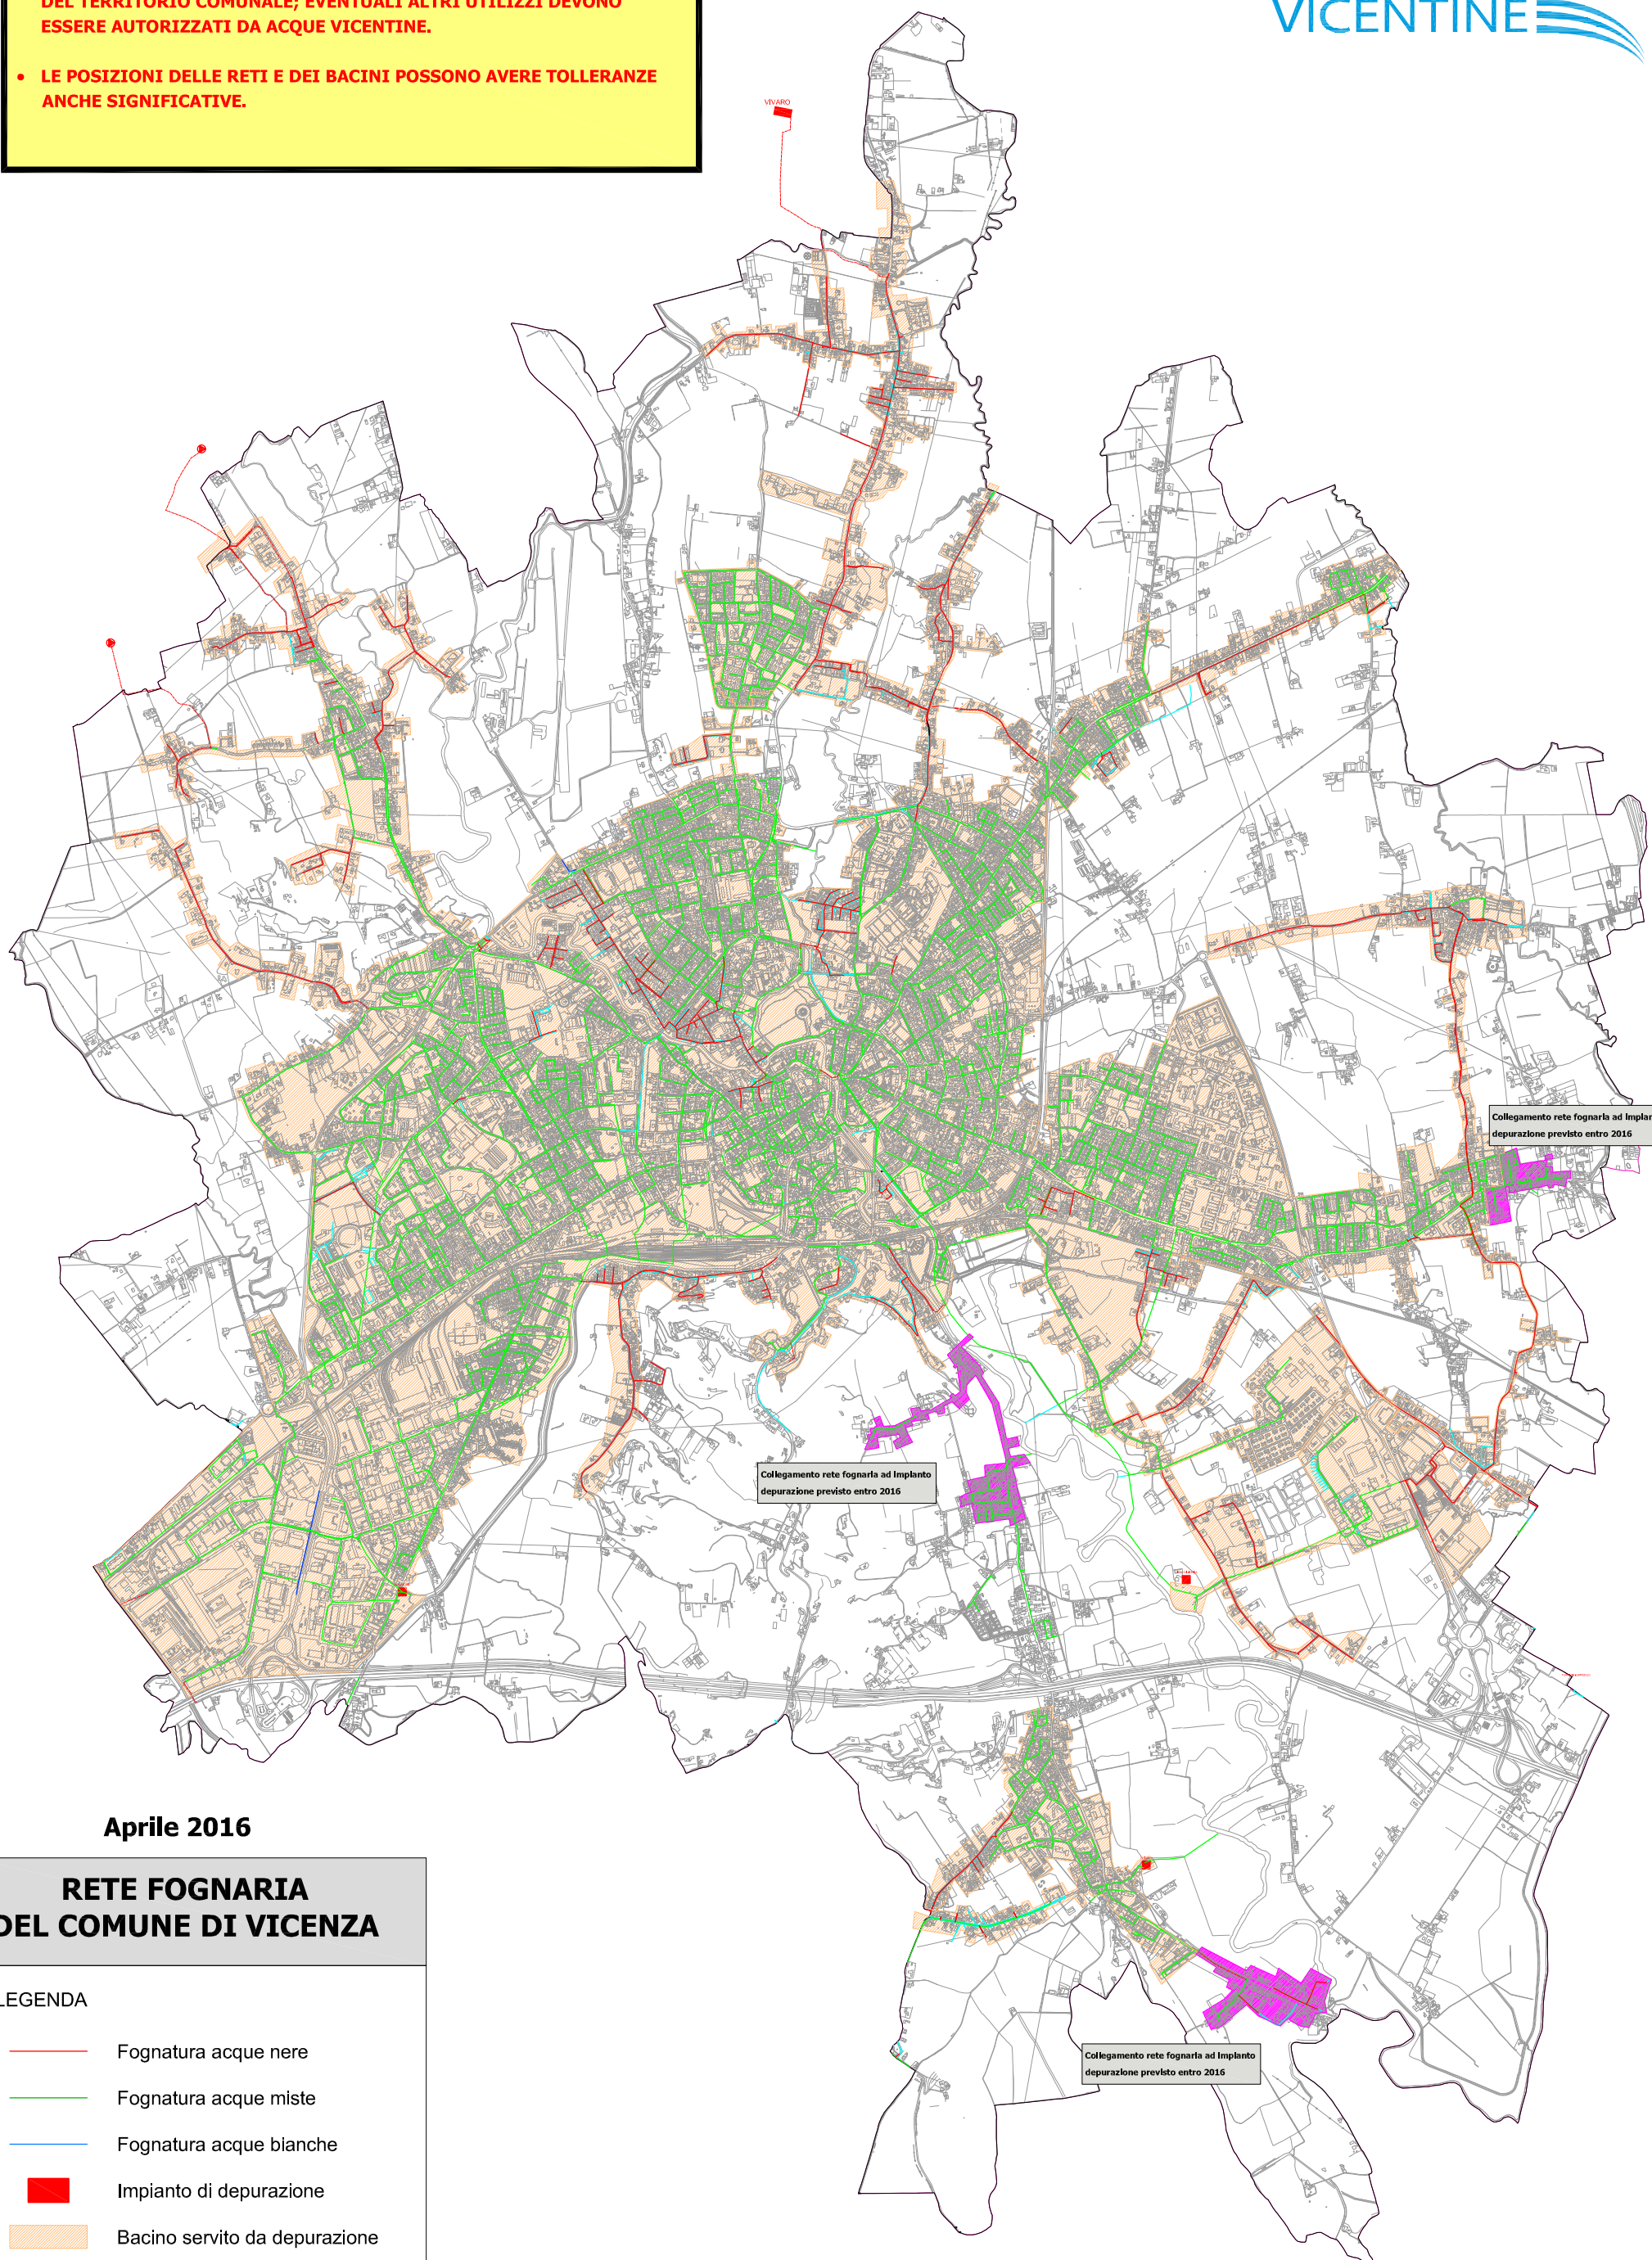 DEL TERRITORIO COMUNALE; EVENTUALI ALTRI UTILIZZI DEVONO
ESSERE AUTORIZZATI DA ACQUE VICENTINE.
• LE POSIZIONI DELLE RETI E DEI BACINI POSSONO AVERE TOLLERANZE
ANCHE SIGNIFICATIVE.
VICENTINE
VIVARO
Collegamento rete fognaria ad Impian
depurazione previsto entro 2016
Collegamento rete fognaria ad Impianto
depurazione previsto entro 2016
Collegamento rete fognaria ad Impianto
depurazione previsto entro 2016
Aprile 2016
RETE FOGNARIA
DEL COMUNE DI VICENZA
LEGENDA
Fognatura acque nere
Fognatura acque miste
Fognatura acque bianche
Impianto di depurazione
Bacino servito da depurazione